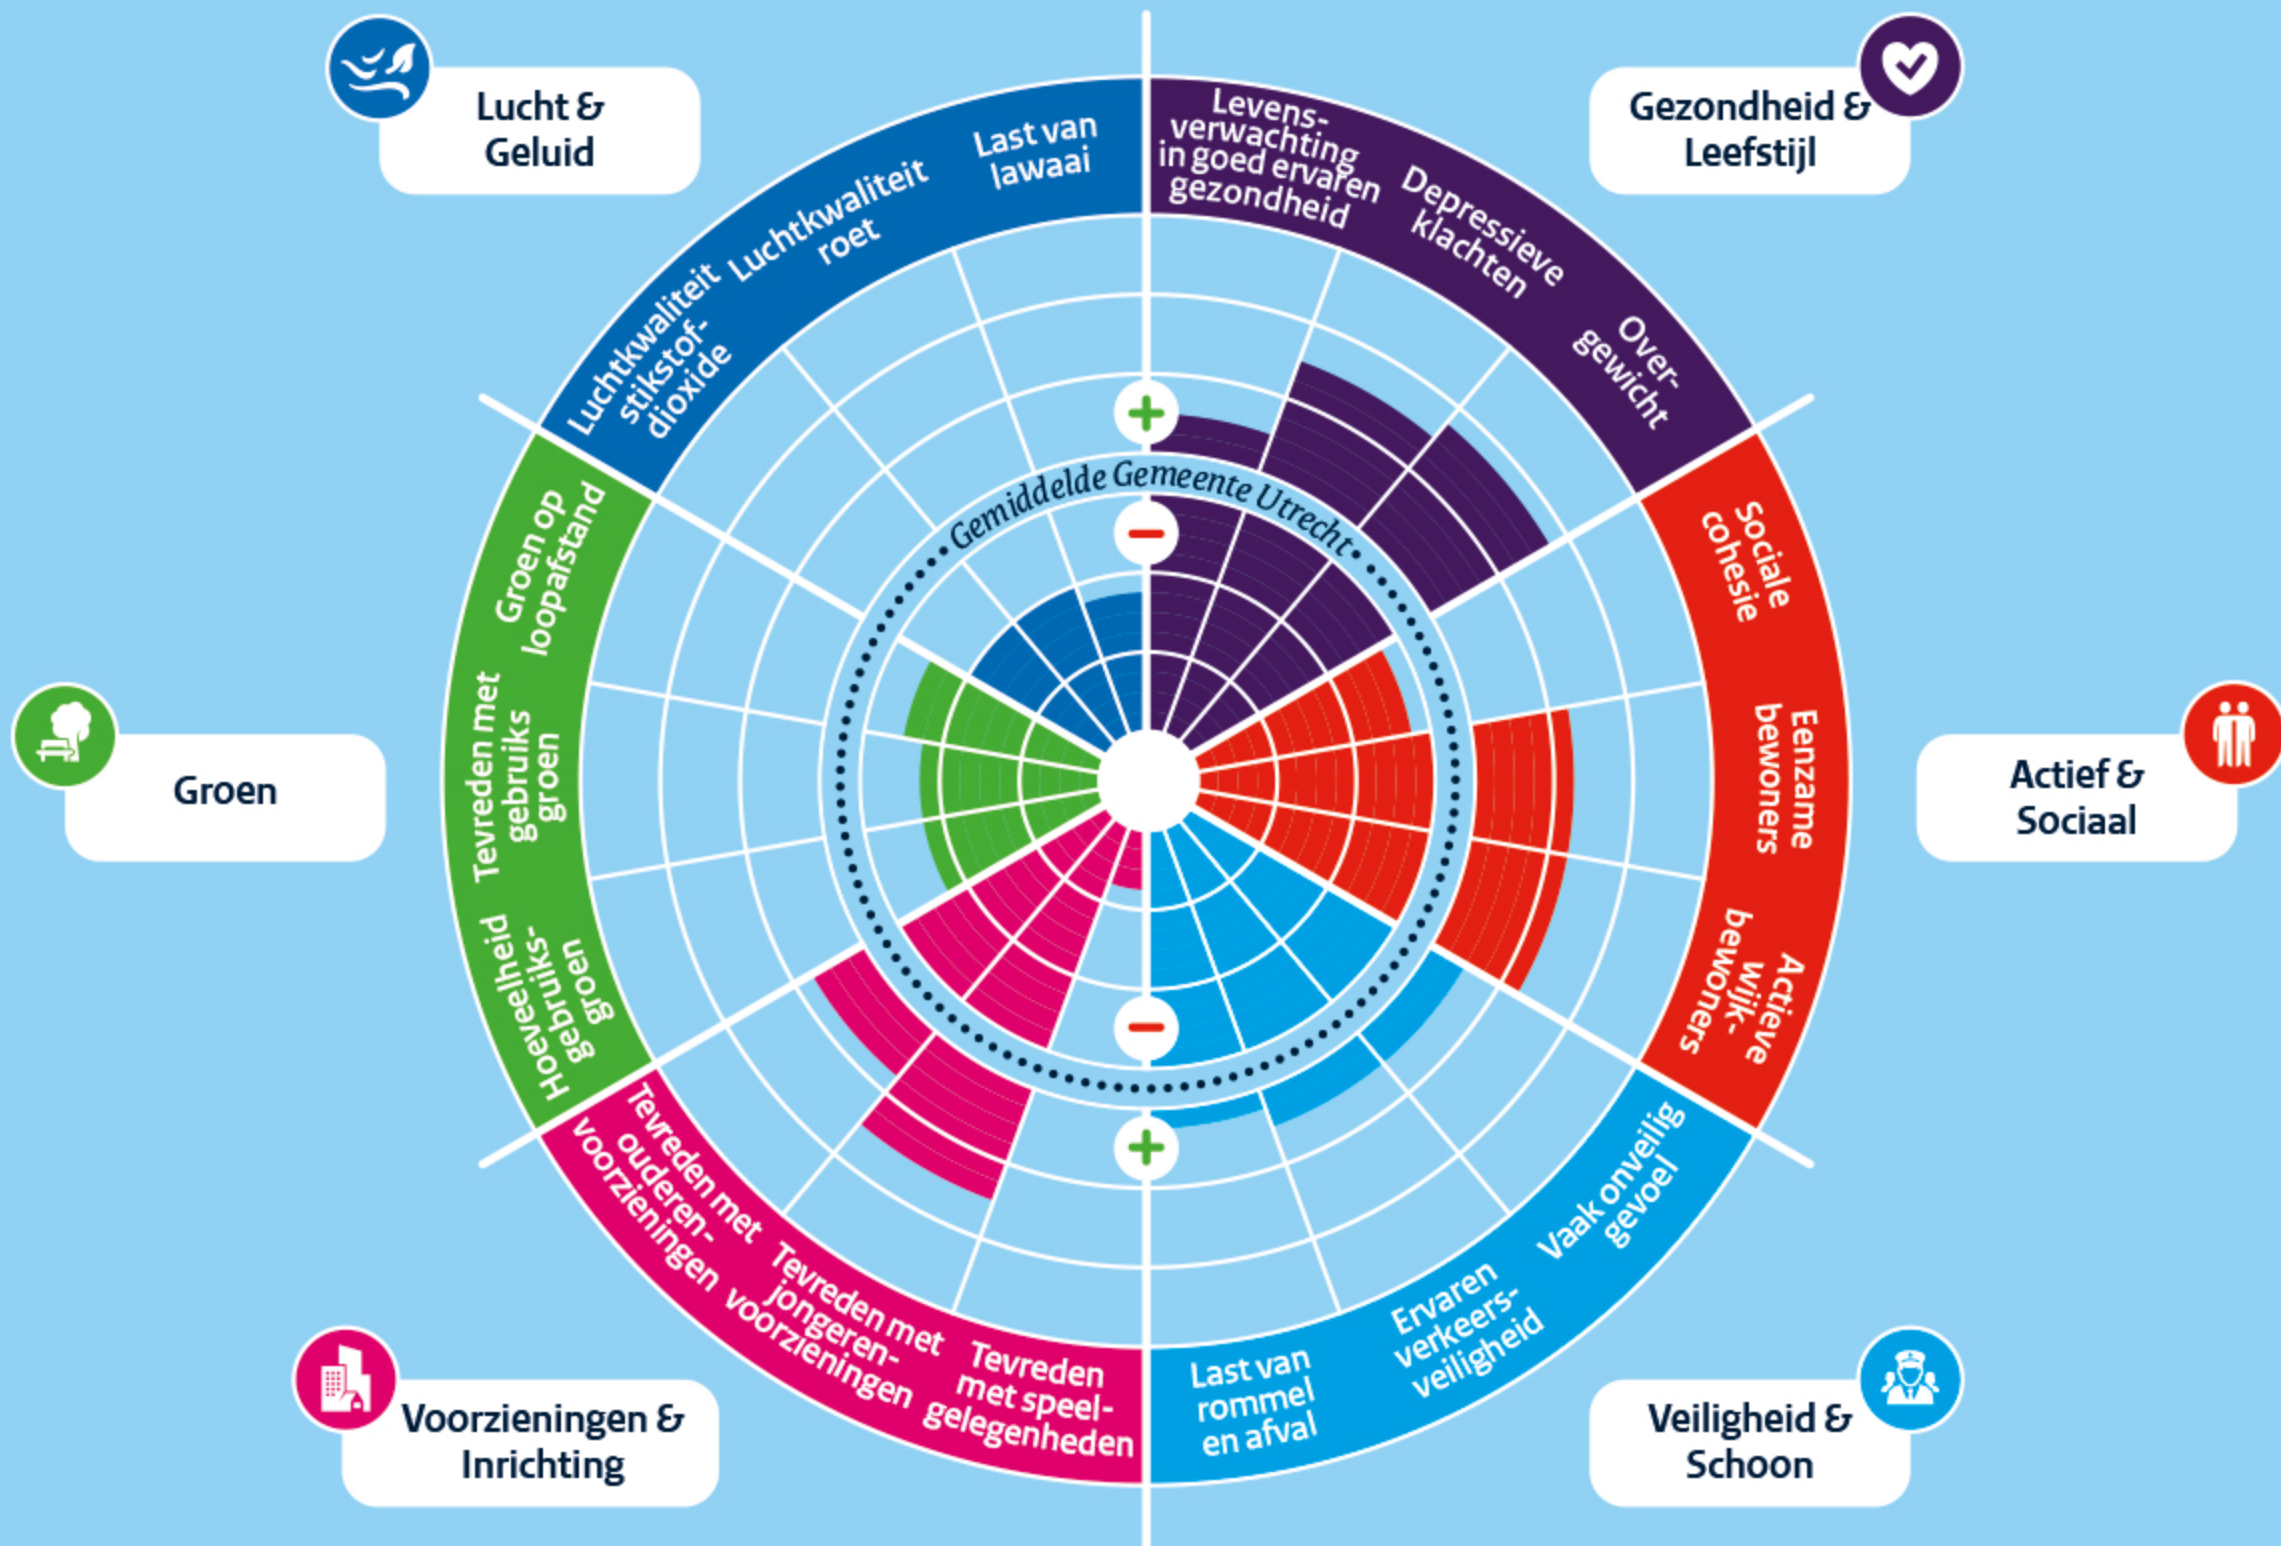 Lucht &
Geluid
Gezondheid &
Leefstijl
Last van
lawaai
Luchtkwaliteit
roet
Luchtkwaliteit
stikstof-
dioxide
Levens-
verwachting
in goed ervaren
gezondheid
Depressieve
klachten
Over-
gewicht
Sociale
cohesie
Eenzame
bewoners
Actieve
wijk-
bewoners
Actief &
Sociaal
Groen op
loopafstand
Tevreden met
gebruiks
groen
Hoeveelheid
gebruiks-
groen
Groen
+
Gemiddelde Gemeente Utrecht
−
−
+
Tevreden met
ouderen-
voorzieningen
Tevreden met
jongeren-
voorzieningen
Tevreden
met speel-
gelegenheden
Last van
rommel
en afval
Ervaren
verkeers-
veiligheid
Vaak onveilig
gevoel
Voorzieningen &
Inrichting
Veiligheid &
Schoon